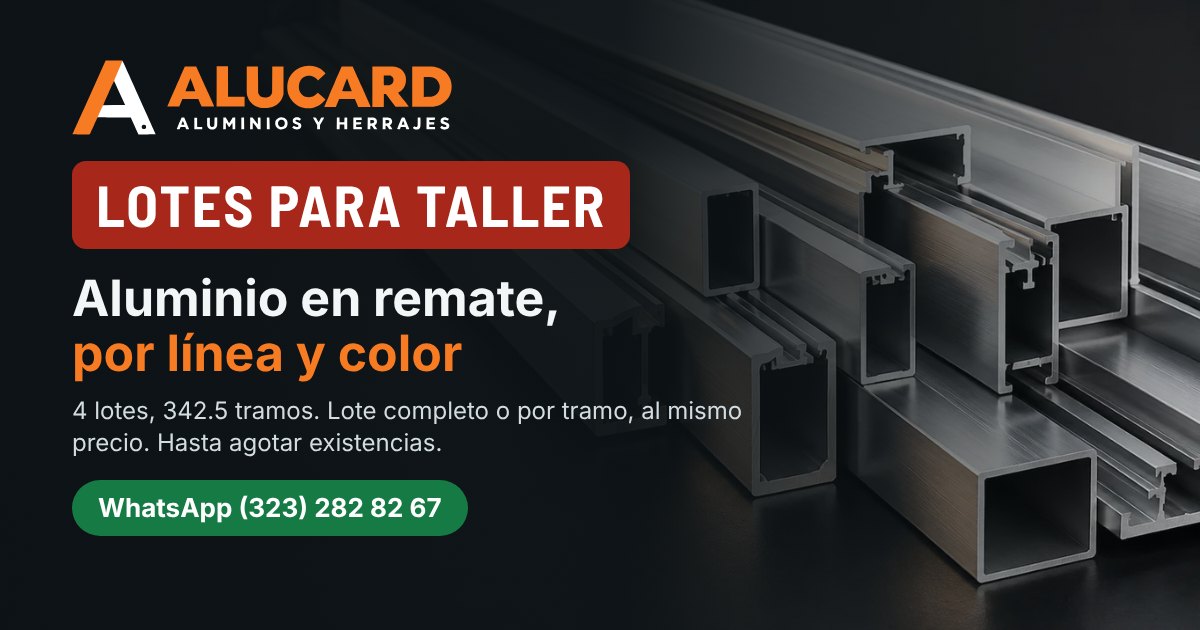 ALUCARD
ALUMINIOS Y HERRAJES
LOTES PARA TALLER
Aluminio en remate,
por línea y color
4 lotes, 342.5 tramos. Lote completo o por tramo, al mismo
precio. Hasta agotar existencias.
WhatsApp (323) 282 82 67